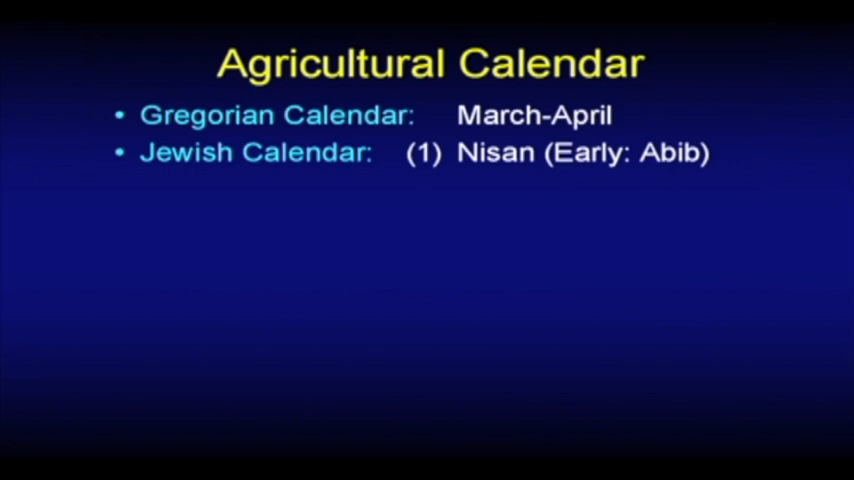 Agricultural Calendar
• Gregorian Calendar: March-April
• Jewish Calendar: (1) Nisan (Early: Abib)